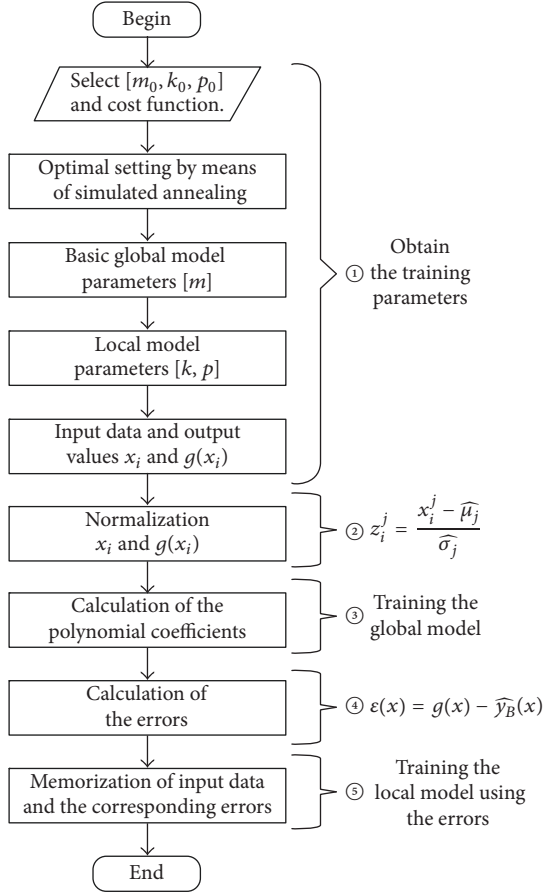 Begin
Select [m₀, k₀, p₀]
and cost function.
Optimal setting by means
of simulated annealing
Basic global model
parameters [m]
Local model
parameters [k, p]
Input data and output
values xᵢ and g(xᵢ)
① Obtain
the training
parameters
Normalization
xᵢ and g(xᵢ)
② zᵢʲ = (xᵢʲ − μ̂ⱼ) / σ̂ⱼ
Calculation of the
polynomial coefficients
③ Training the
global model
Calculation of
the errors
④ ε(x) = g(x) − ŷ_B(x)
Memorization of input data
and the corresponding errors
⑤ Training the
local model using
the errors
End